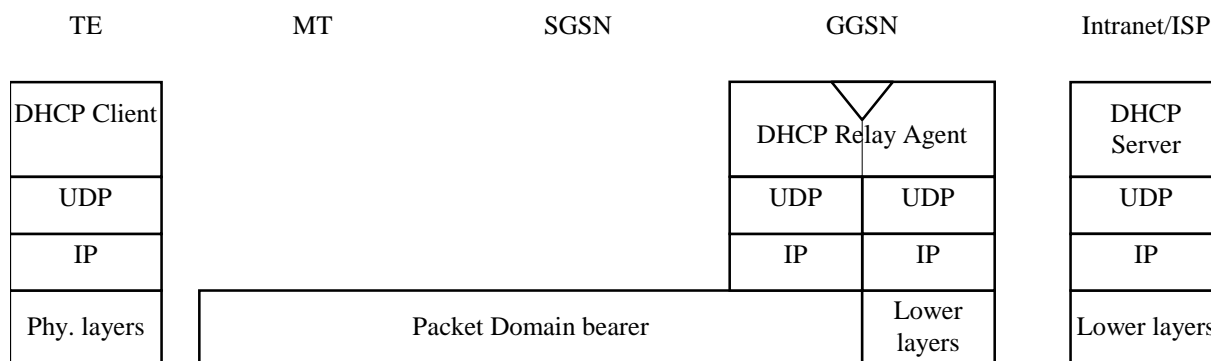 TE MT SGSN GGSN Intranet/ISP
DHCP Client
DHCP Relay Agent
DHCP
Server
UDP UDP UDP UDP
IP IP IP IP
Phy. layers Packet Domain bearer
Lower
layers
Lower layers